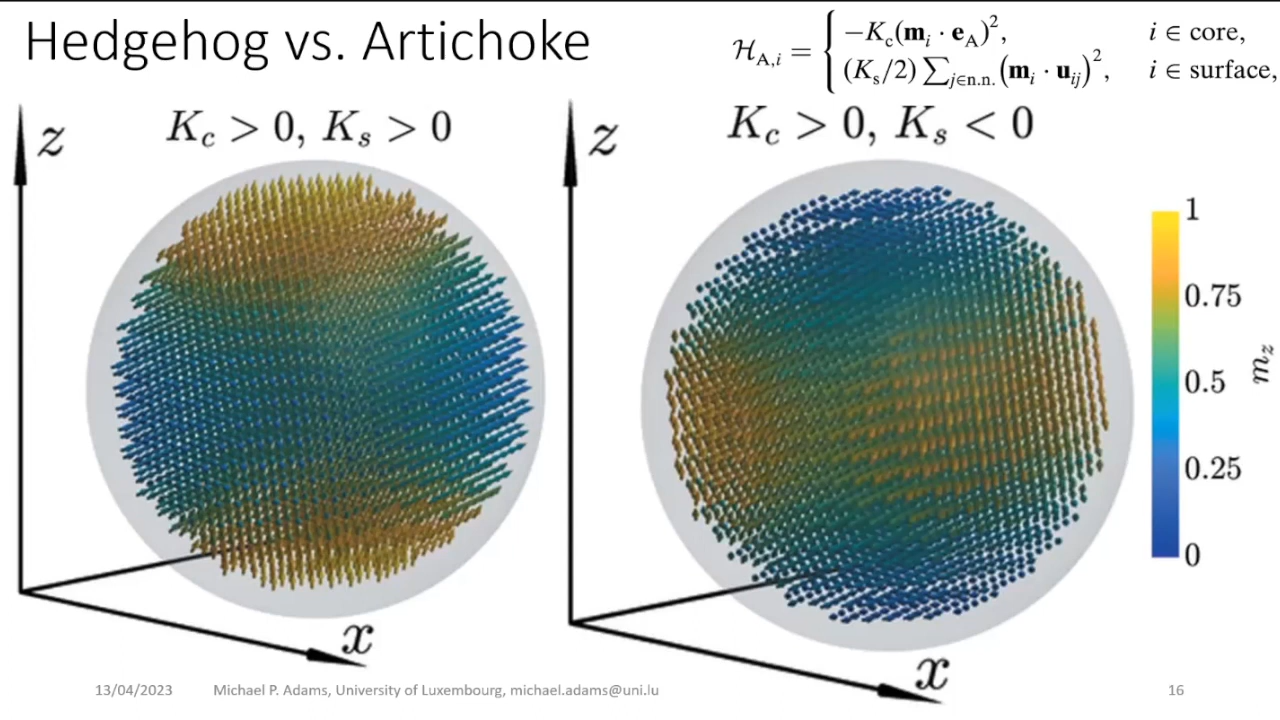 Hedgehog vs. Artichoke
ℋ_{A,i} = { −K_c(m_i · e_A)², i ∈ core,
(K_s/2) ∑_{j∈n.n.} (m_i · u_{ij})², i ∈ surface,
z
K_c > 0, K_s > 0
z
K_c > 0, K_s < 0
1
0.75
0.5
0.25
0
m_z
x
x
13/04/2023 Michael P. Adams, University of Luxembourg, michael.adams@uni.lu 16